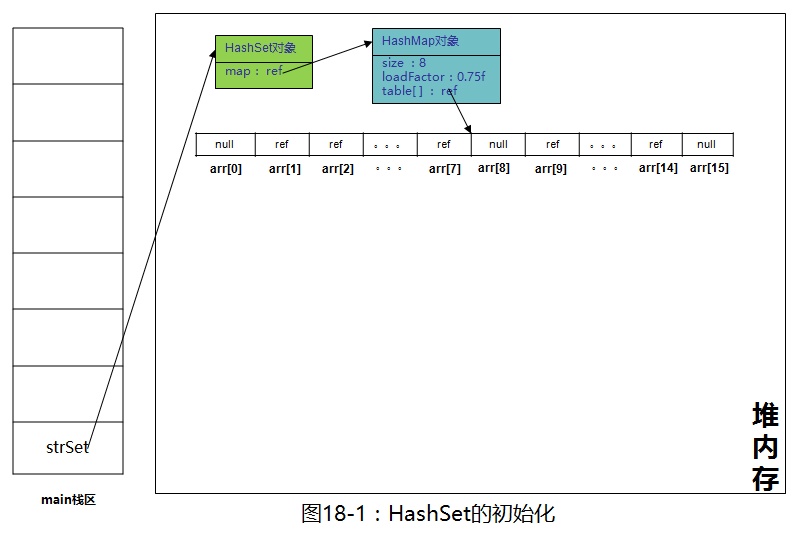 HashSet对象
map : ref
HashMap对象
size : 8
loadFactor : 0.75f
table[ ] : ref
null ref ref 。。。 ref null ref 。。。 ref null
arr[0] arr[1] arr[2] 。。。 arr[7] arr[8] arr[9] 。。。 arr[14] arr[15]
strSet
main栈区
堆
内
存
图18-1：HashSet的初始化